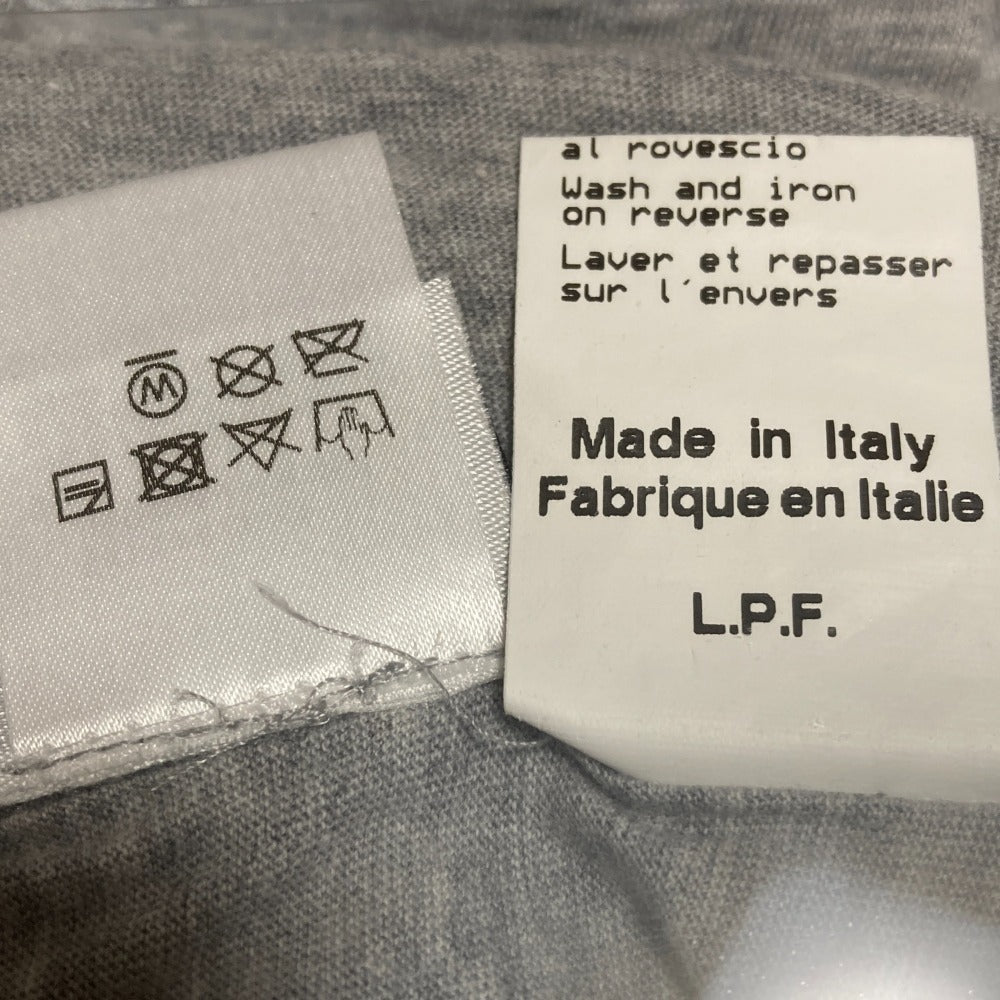 W
al rovescio
Wash and iron
on reverse
Laver et repasser
sur l'envers
Made in Italy
Fabrique en Italie
L.P.F.